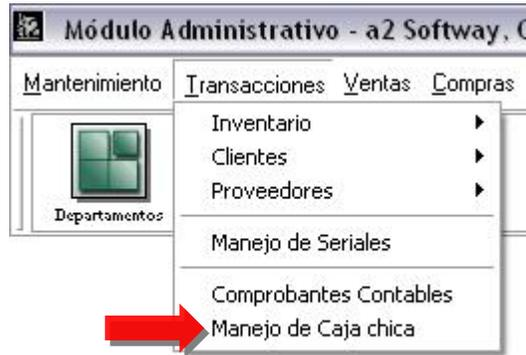 a2 Módulo Administrativo - a2 Softway, C
Mantenimiento Transacciones Ventas Compras
Inventario
Clientes
Proveedores
Departamentos
Manejo de Seriales
Comprobantes Contables
Manejo de Caja chica